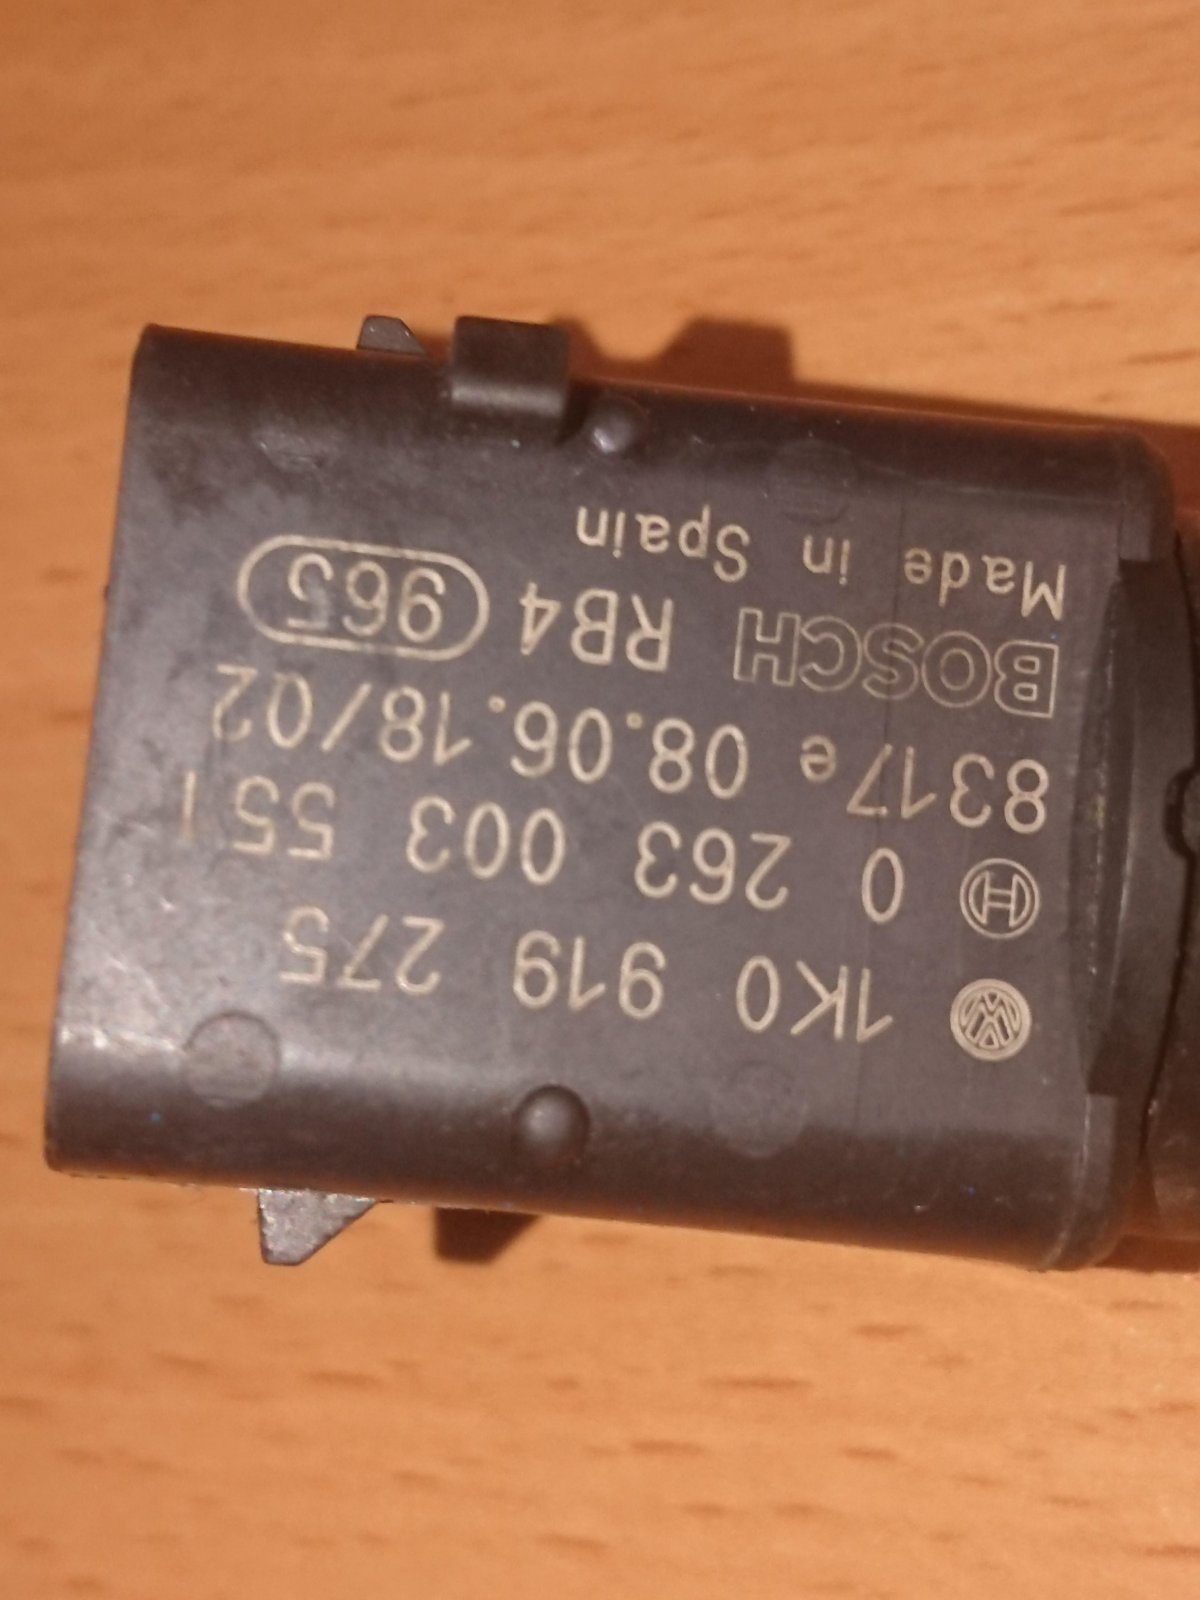 1K0 919 275
0 263 003 551
8317e 08.06.18/02
BOSCH RB4 965
Made in Spain